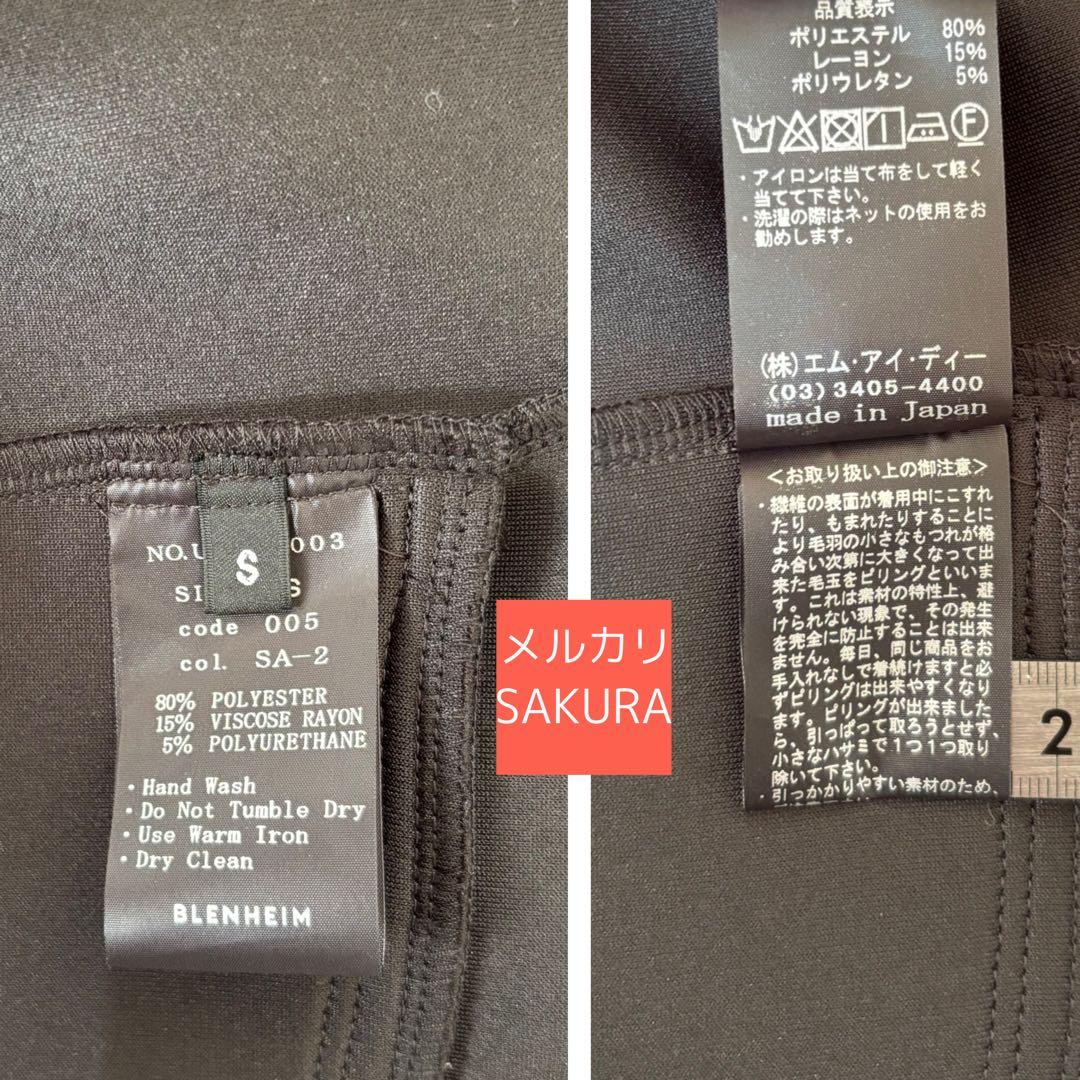 NO.U 003
S
S
code 005
col. SA-2
80% POLYESTER
15% VISCOSE RAYON
5% POLYURETHANE
・Hand Wash
・Do Not Tumble Dry
・Use Warm Iron
・Dry Clean
BLENHEIM
メルカリ
SAKURA
品質表示
ポリエステル 80%
レーヨン 15%
ポリウレタン 5%
F
・アイロンは当て布をして軽く
当てて下さい。
・洗濯の際はネットの使用をお
勧めします。
(株)エム・アイ・ディー
(03)3405-4400
made in Japan
<お取り扱い上の御注意>
・繊維の表面が着用中にこすれ
たり、もまれたりすることに
より毛羽の小さなもつれが絡
み合い次第に大きくなって出
来た毛玉をピリングといいま
す。これは素材の特性上、避
けられない現象で、その発生
を完全に防止することは出来
ません。毎日、同じ商品をお
手入れなしで着続けますと必
ずピリングは出来やすくなり
ます。ピリングが出来ました
ら、引っぱって取ろうとせず、
小さなハサミで1つ1つ取り
除いて下さい。
・引っかかりやすい素材のため、
2